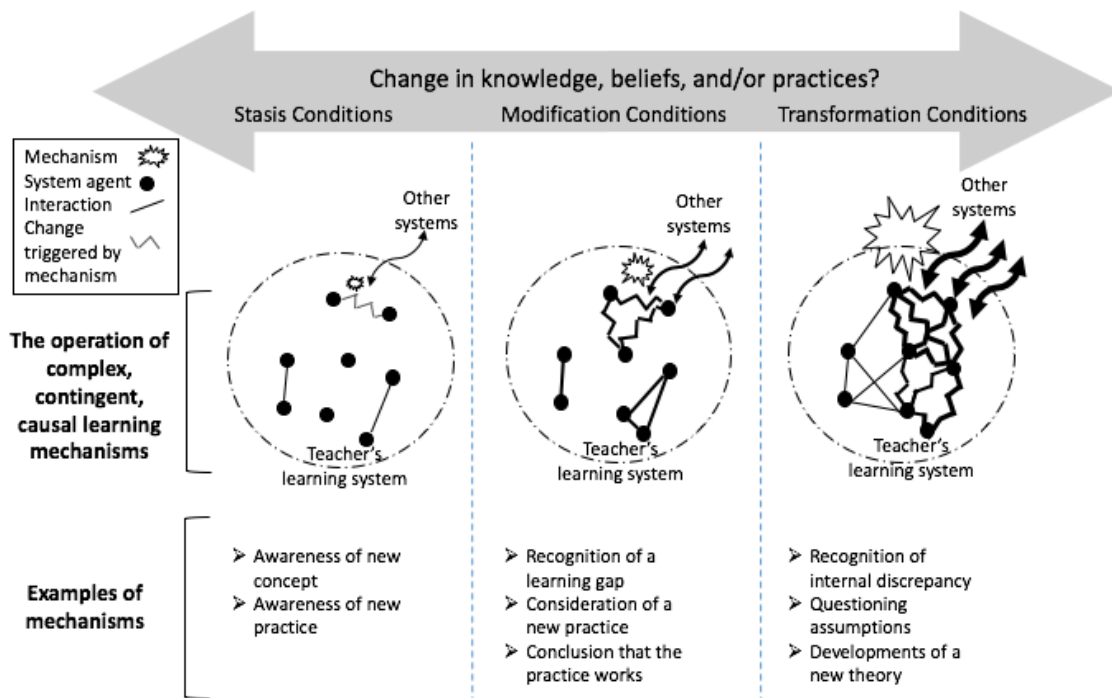 Change in knowledge, beliefs, and/or practices?
Stasis Conditions
Modification Conditions
Transformation Conditions
Mechanism
System agent
Interaction
Change
triggered by
mechanism
Other
systems
Other
systems
Other
systems
The operation of
complex,
contingent,
causal learning
mechanisms
Teacher's
learning system
Teacher's
learning system
Teacher's
learning system
Examples of
mechanisms
➢ Awareness of new
concept
➢ Awareness of new
practice
➢ Recognition of a
learning gap
➢ Consideration of a
new practice
➢ Conclusion that the
practice works
➢ Recognition of
internal discrepancy
➢ Questioning
assumptions
➢ Developments of a
new theory